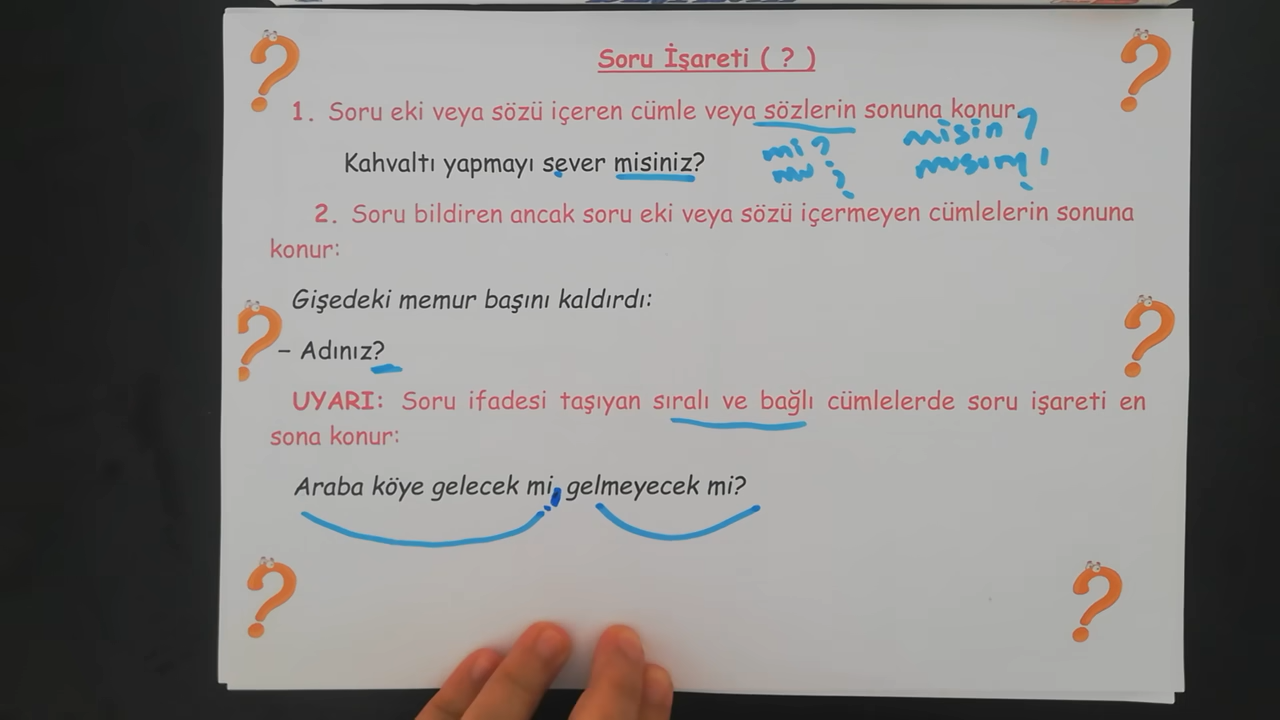 Soru İşareti ( ? )
1. Soru eki veya sözü içeren cümle veya sözlerin sonuna konur.
misin ?
Kahvaltı yapmayı sever misiniz?
mi ?
mu ?
2. Soru bildiren ancak soru eki veya sözü içermeyen cümlelerin sonuna
konur:
Gişedeki memur başını kaldırdı:
– Adınız?
UYARI: Soru ifadesi taşıyan sıralı ve bağlı cümlelerde soru işareti en
sona konur:
Araba köye gelecek mi, gelmeyecek mi?